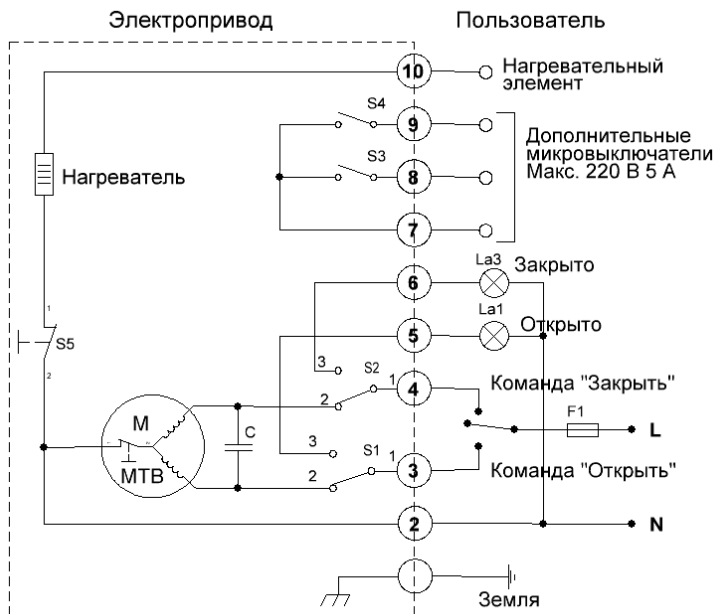 Электропривод
Пользователь
10
Нагревательный
элемент
S4
9
Дополнительные
микровыключатели
Макс. 220 В 5 А
S3
8
Нагреватель
7
6
La3
Закрыто
5
La1
Открыто
1
S5
2
3
S2
1
4
Команда "Закрыть"
2
M
МТВ
C
F1
L
3
S1
1
3
Команда "Открыть"
2
2
N
Земля